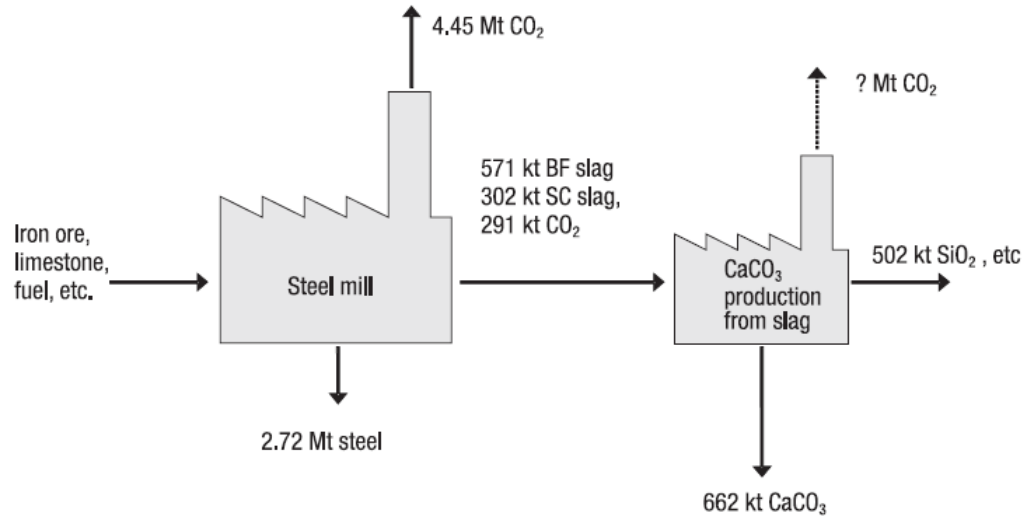 4.45 Mt CO₂
? Mt CO₂
571 kt BF slag
302 kt SC slag,
291 kt CO₂
Iron ore,
limestone,
fuel, etc.
Steel mill
CaCO₃
production
from slag
502 kt SiO₂ , etc
2.72 Mt steel
662 kt CaCO₃